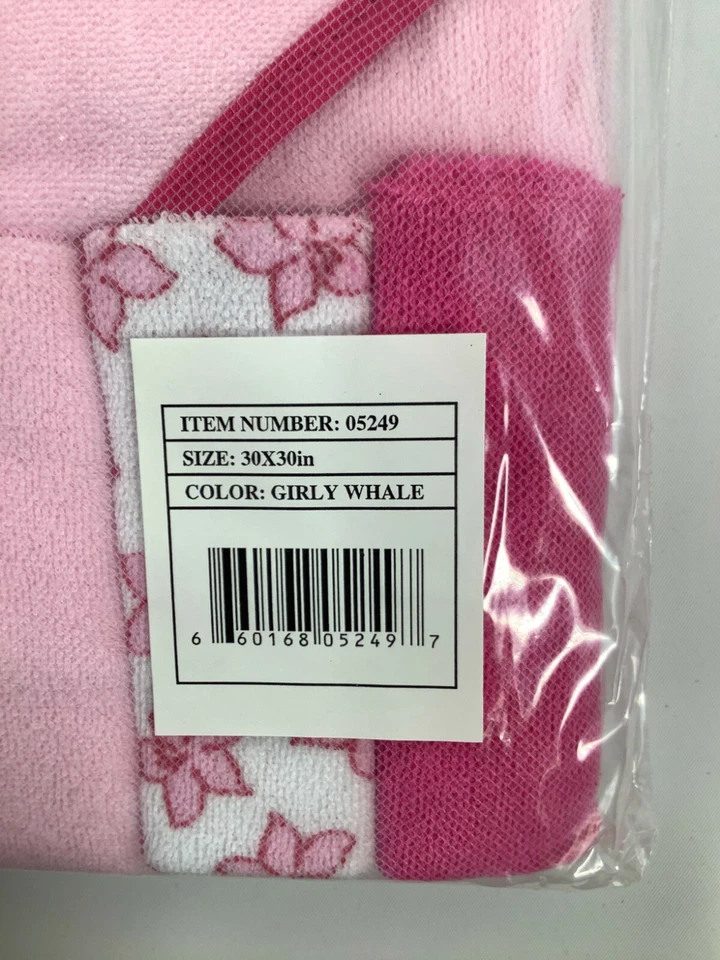 ITEM NUMBER: 05249
SIZE: 30X30in
COLOR: GIRLY WHALE
6 60168 05249 7